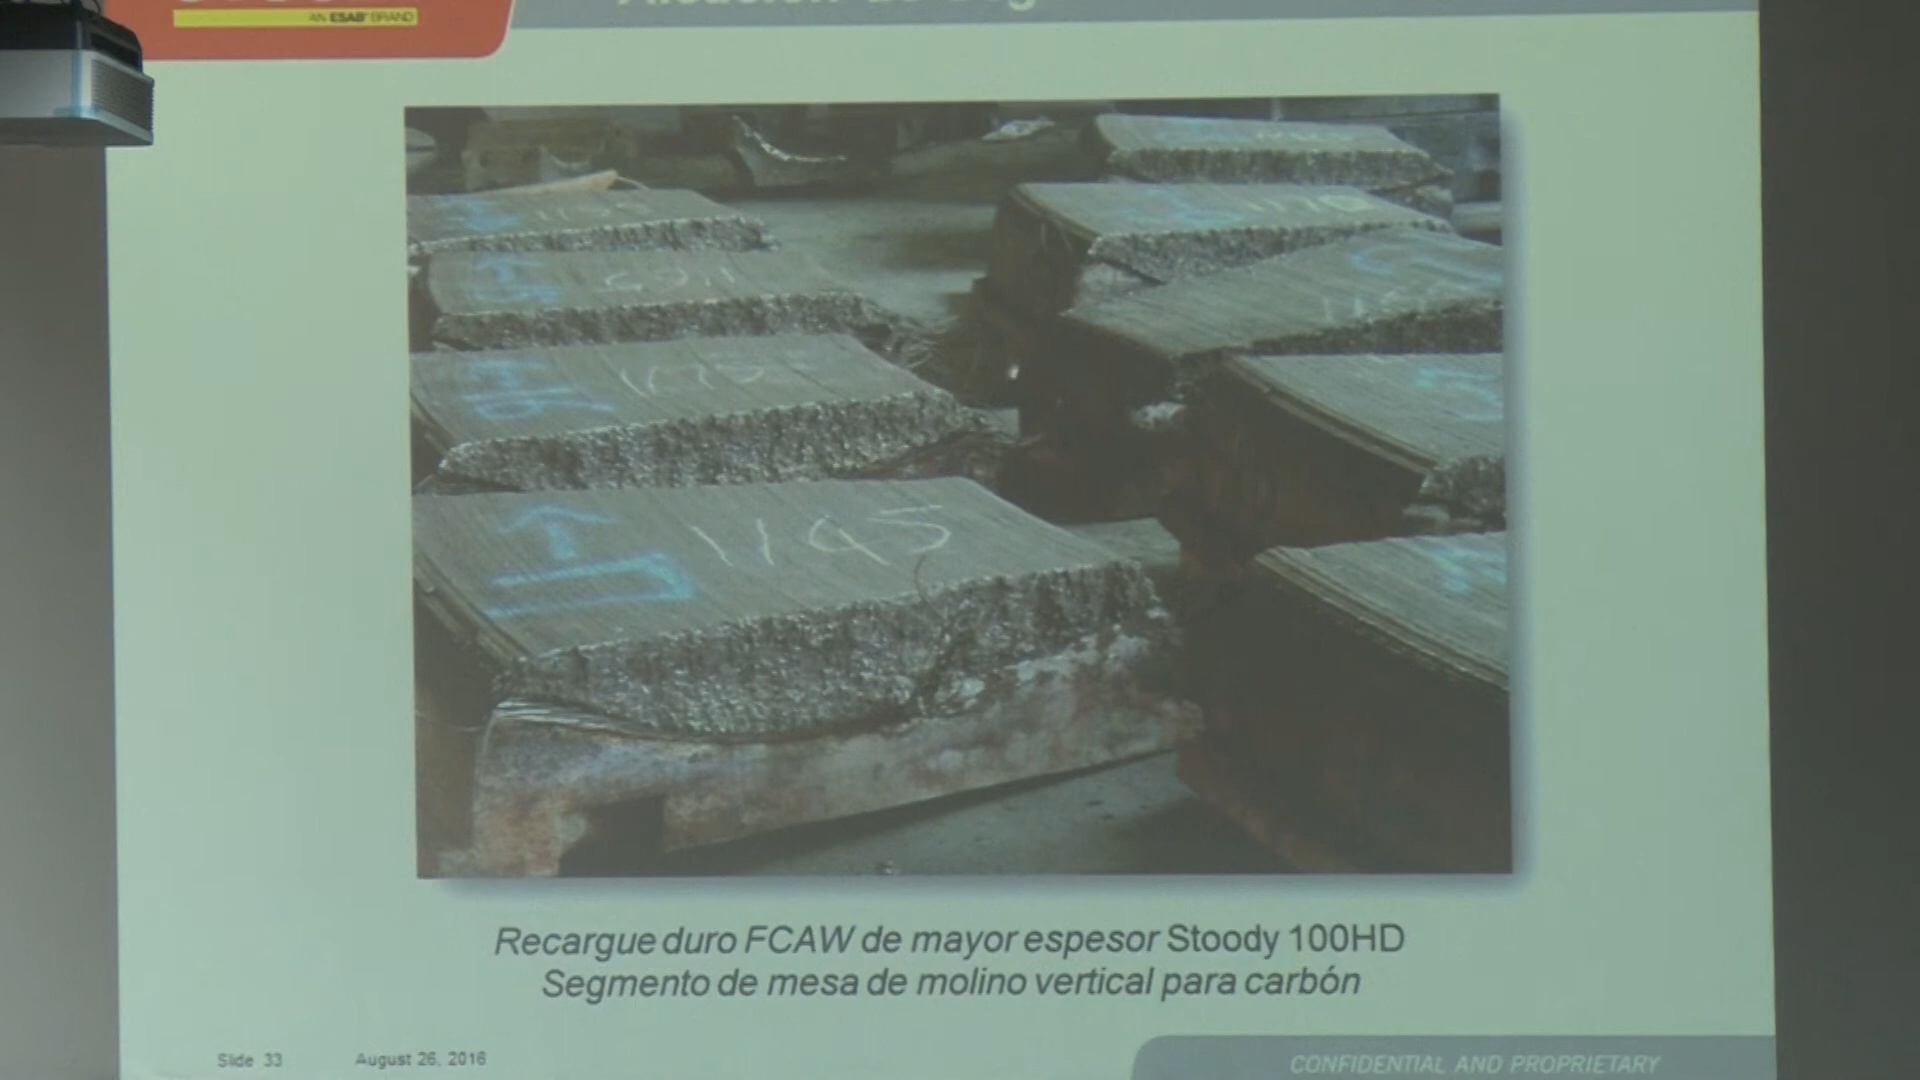 AN ESAB® BRAND
1145
Recargue duro FCAW de mayor espesor Stoody 100HD
Segmento de mesa de molino vertical para carbón
Slide 33
August 26, 2016
CONFIDENTIAL AND PROPRIETARY